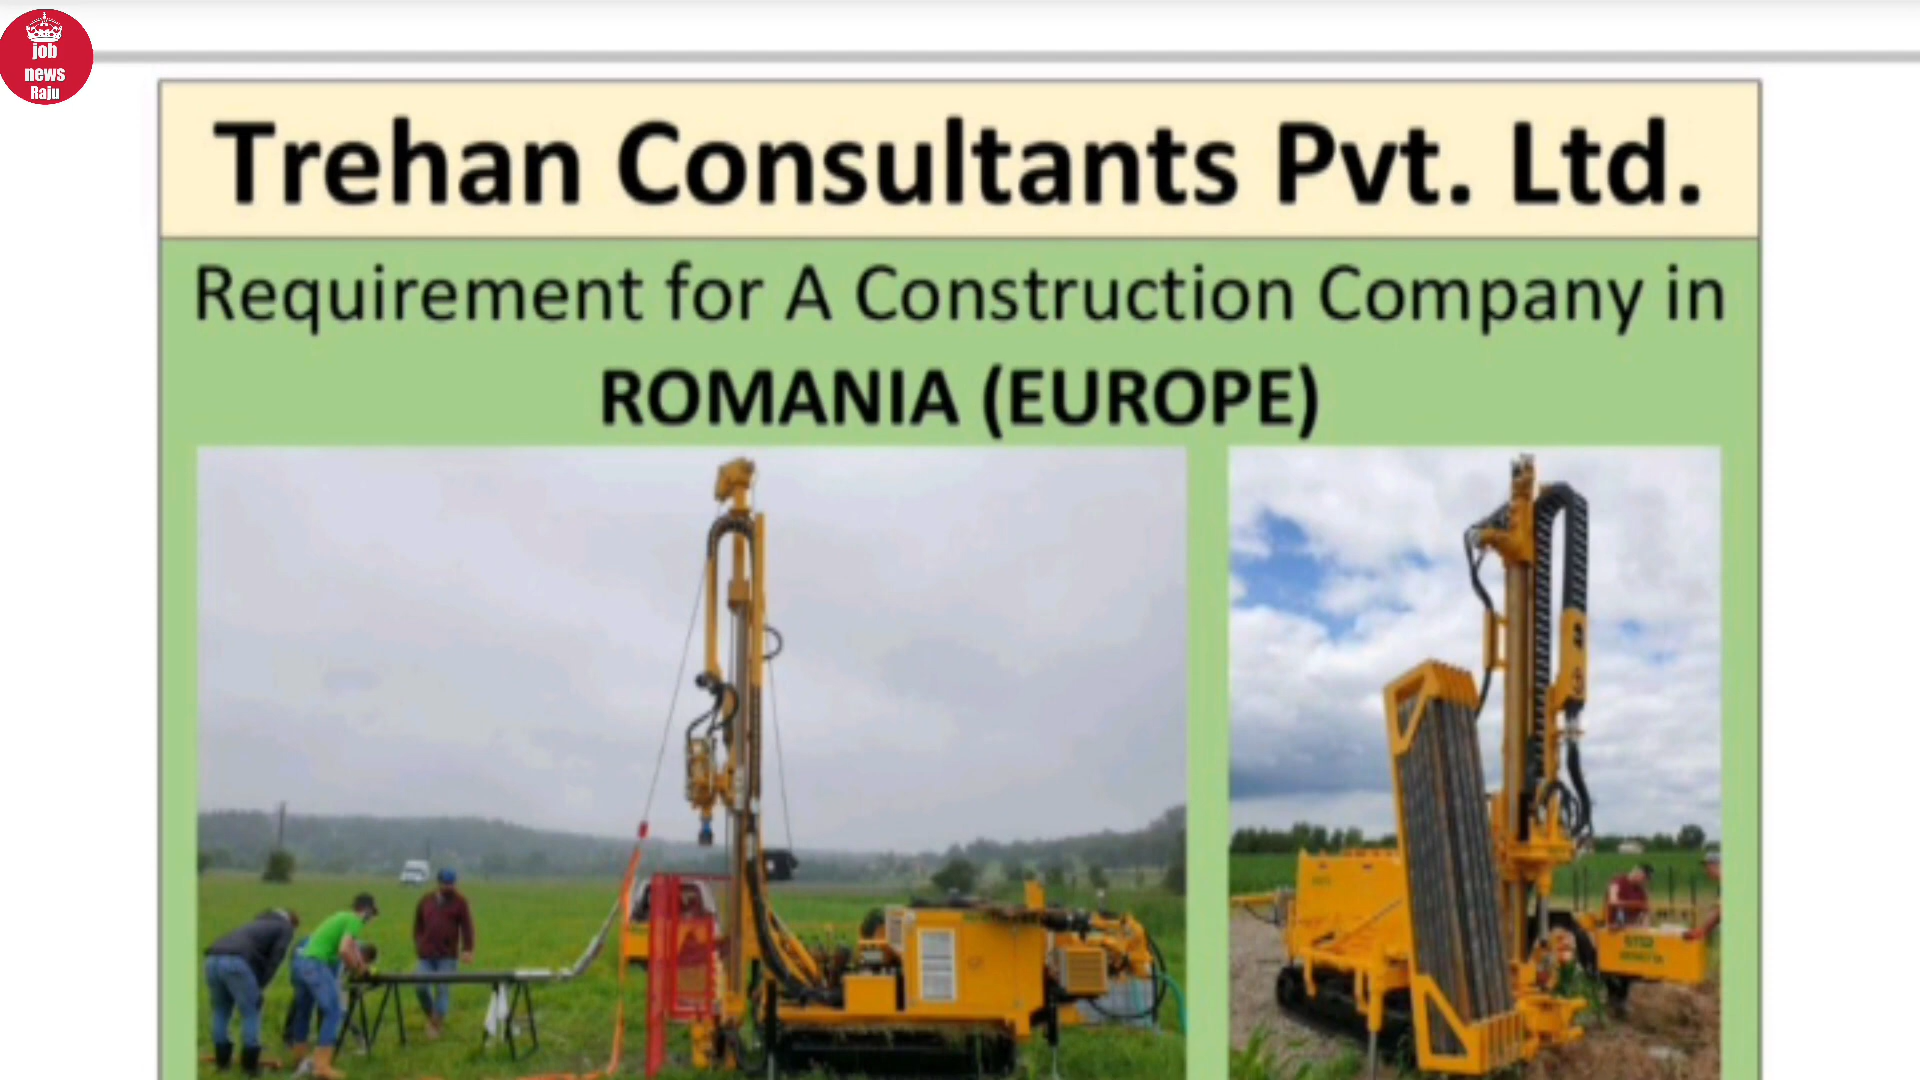 job
news
Raju
Trehan Consultants Pvt. Ltd.
Requirement for A Construction Company in
ROMANIA (EUROPE)